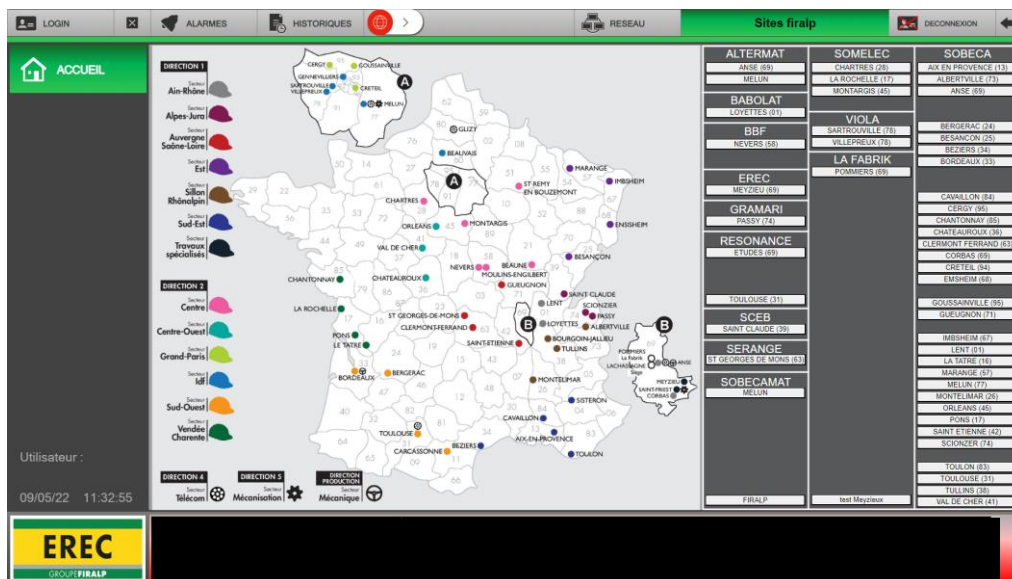 LOGIN
ALARMES
HISTORIQUES
RESEAU
Sites firalp
DECONNEXION
ACCUEIL
Utilisateur :
09/05/22 11:32:55
DIRECTION 1
Secteur
Ain-Rhône
Secteur
Alpes-Jura
Secteur
Auvergne
Saône-Loire
Secteur
Est
Secteur
Sillon
Rhônalpin
Secteur
Sud-Est
Secteur
Travaux
spécialisés
DIRECTION 2
Secteur
Centre
Secteur
Centre-Ouest
Secteur
Grand-Paris
Secteur
Idf
Secteur
Sud-Ouest
Secteur
Vendée
Charente
DIRECTION 4
Secteur
Télécom
DIRECTION 5
Secteur
Mécanisation
DIRECTION
PRODUCTION
Secteur
Mécanique
CERGY
GOUSSAINVILLE
GENNEVILLIERS
SARTROUVILLE
VILLEPREUX
CRETEIL
MELUN
A
GLIZY
BEAUVAIS
MARANGE
IMBSHEIM
A
ST-REMY
EN BOUZEMONT
CHARTRES
ORLEANS
MONTARGIS
ENSISHEIM
VAL DE CHER
BESANÇON
NEVERS
BEAUNE
MOULINS-ENGILBERT
CHANTONNAY
CHATEAUROUX
GUEUGNON
SAINT-CLAUDE
LENT
SCIONZIER
PASSY
LA ROCHELLE
ST GEORGES-DE-MONS
B
LOYETTES
ALBERTVILLE
CLERMONT-FERRAND
PONS
LE TATRE
SAINT-ETIENNE
BOURGOIN-JALLIEU
TULLINS
BORDEAUX
BERGERAC
MONTELIMAR
SISTERON
CAVAILLON
TOULOUSE
AIX-EN-PROVENCE
BEZIERS
CARCASSONNE
TOULON
B
POMMIERS
La Fabrik
LACHASSAGNE
Siège
ANSE
MEYZIEU
SAINT-PRIEST
CORBAS
ALTERMAT
ANSE (69)
MELUN
BABOLAT
LOYETTES (01)
BBF
NEVERS (58)
EREC
MEYZIEU (69)
GRAMARI
PASSY (74)
RESONANCE
ETUDES (69)
TOULOUSE (31)
SCEB
SAINT CLAUDE (39)
SERANGE
ST GEORGES DE MONS (63)
SOBECAMAT
MELUN
FIRALP
SOMELEC
CHARTRES (28)
LA ROCHELLE (17)
MONTARGIS (45)
VIOLA
SARTROUVILLE (78)
VILLEPREUX (78)
LA FABRIK
POMMIERS (69)
test Meyzieux
SOBECA
AIX EN PROVENCE (13)
ALBERTVILLE (73)
ANSE (69)
BERGERAC (24)
BESANCON (25)
BEZIERS (34)
BORDEAUX (33)
CAVAILLON (84)
CERGY (95)
CHANTONNAY (85)
CHATEAUROUX (36)
CLERMONT FERRAND (63)
CORBAS (69)
CRETEIL (94)
EMSHEIM (68)
GOUSSAINVILLE (95)
GUEUGNON (71)
IMBHEIM (67)
LENT (01)
LA TATRE (16)
MARANGE (57)
MELUN (77)
MONTELIMAR (26)
ORLEANS (45)
PONS (17)
SAINT ETIENNE (42)
SCIONZER (74)
TOULON (83)
TOULOUSE (31)
TULLINS (38)
VAL DE CHER (41)
EREC
GROUPE FIRALP